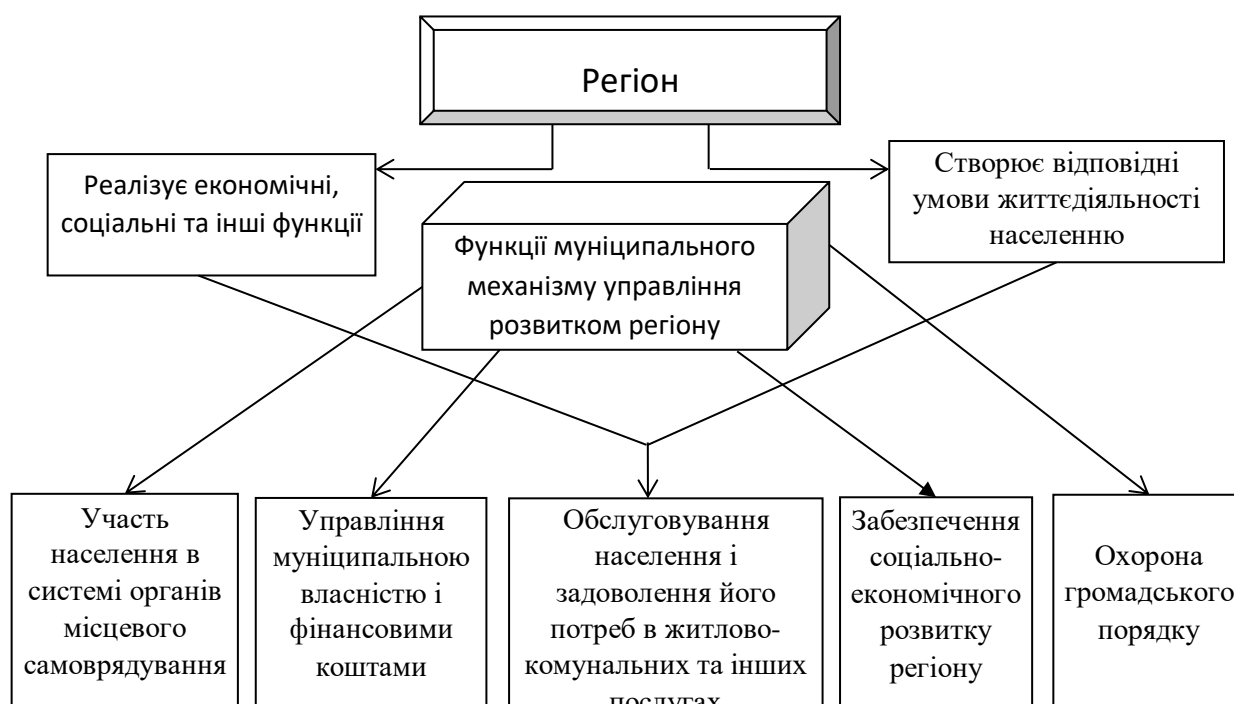 Регіон
Реалізує економічні,
соціальні та інші функції
Створює відповідні
умови життєдіяльності
населенню
Функції муніципального
механізму управління
розвитком регіону
Участь
населення в
системі органів
місцевого
самоврядування
Управління
муніципальною
власністю і
фінансовими
коштами
Обслуговування
населення і
задоволення його
потреб в житлово-
комунальних та інших
послугах
Забезпечення
соціально-
економічного
розвитку
регіону
Охорона
громадського
порядку